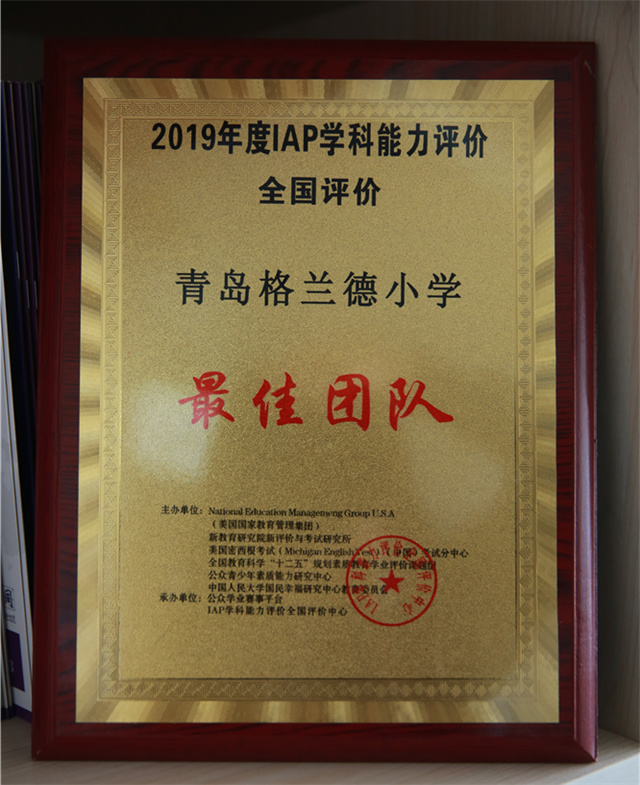 2019年度IAP学科能力评价
全国评价
青岛格兰德小学
最佳团队
主办单位：National Education Managemeng Group U.S.A
（美国国家教育管理集团）
新教育研究院新评价与考试研究所
美国密西根考试（Michigan English Test）（中国）考试分中心
全国教育科学“十二五”规划素质教育学业评价课题组
公众青少年素质能力研究中心
中国人民大学国民幸福研究中心教育委员会
承办单位：公众学业赛事平台
IAP学科能力评价全国评价中心